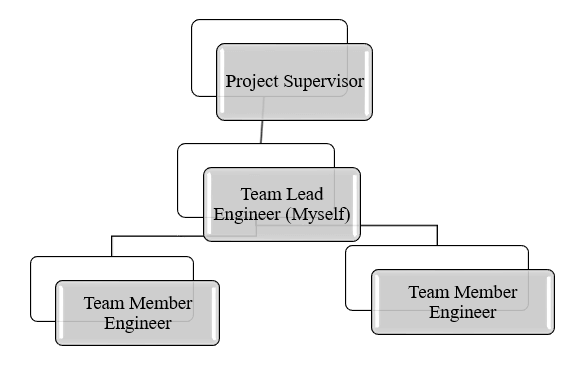 Project Supervisor
Team Lead
Engineer (Myself)
Team Member
Engineer
Team Member
Engineer